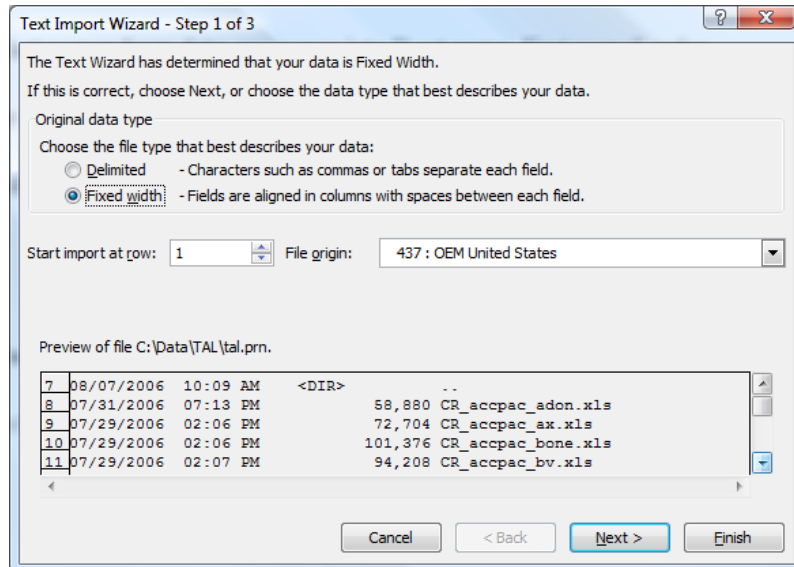 Text Import Wizard - Step 1 of 3
The Text Wizard has determined that your data is Fixed Width.
If this is correct, choose Next, or choose the data type that best describes your data.
Original data type
Choose the file type that best describes your data:
Delimited - Characters such as commas or tabs separate each field.
Fixed width - Fields are aligned in columns with spaces between each field.
Start import at row: 1 File origin: 437 : OEM United States
Preview of file C:\Data\TAL\tal.prn.
7 08/07/2006 10:09 AM <DIR> ..
8 07/31/2006 07:13 PM 58,880 CR_accpac_adon.xls
9 07/29/2006 02:06 PM 72,704 CR_accpac_ax.xls
10 07/29/2006 02:06 PM 101,376 CR_accpac_bone.xls
11 07/29/2006 02:07 PM 94,208 CR_accpac_bv.xls
Cancel < Back Next > Finish